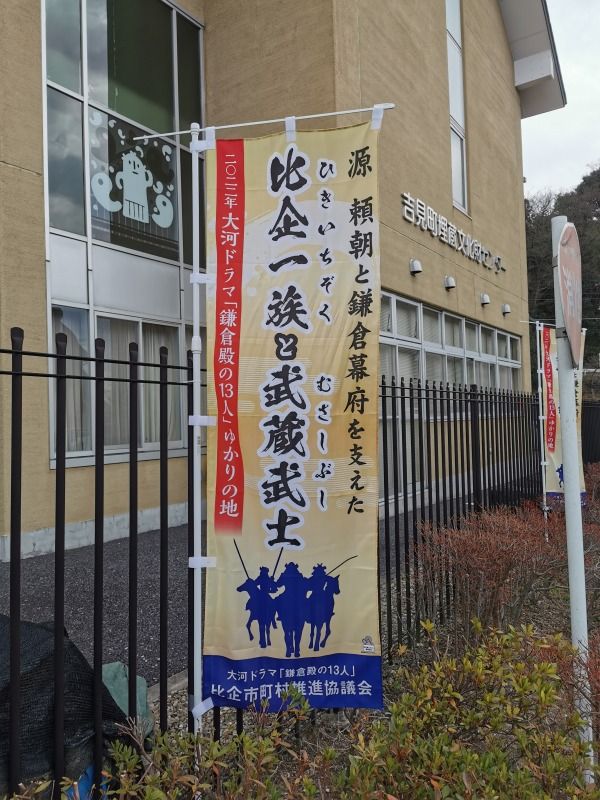 源頼朝と鎌倉幕府を支えた
比企一族と武蔵武士
ひきいちぞく むさしぶし
二〇二二年 大河ドラマ「鎌倉殿の13人」ゆかりの地
大河ドラマ「鎌倉殿の13人」
比企市町村推進協議会
吉見町埋蔵文化財センター